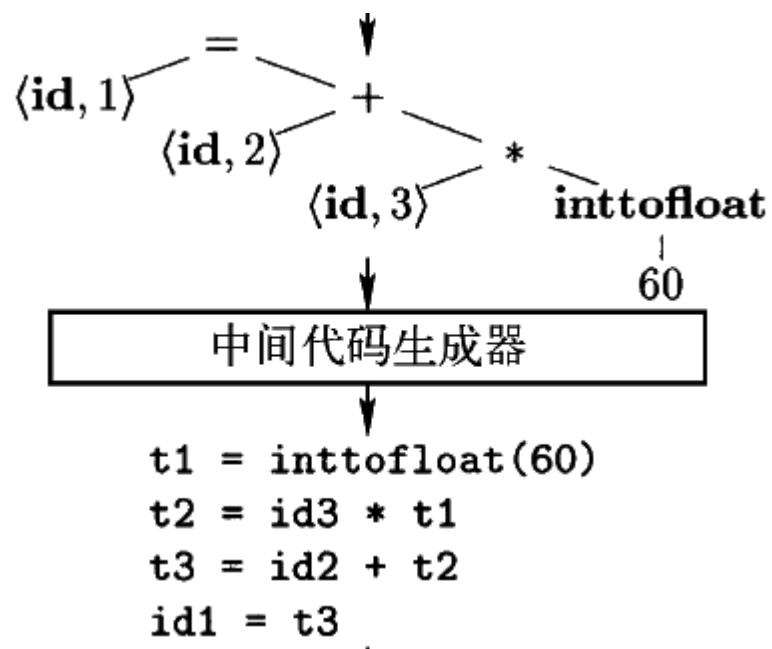 =
⟨id, 1⟩ +
⟨id, 2⟩ *
⟨id, 3⟩ inttofloat
60
中间代码生成器
t1 = inttofloat(60)
t2 = id3 * t1
t3 = id2 + t2
id1 = t3